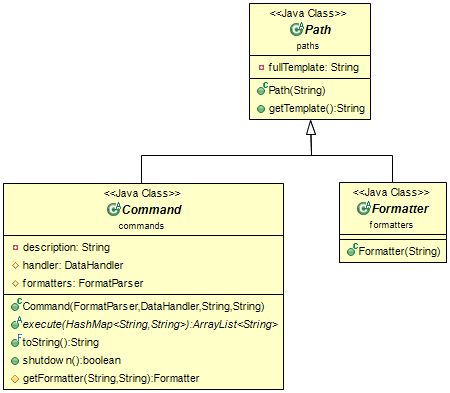 <<Java Class>>
Path
paths
fullTemplate: String
Path(String)
getTemplate():String
<<Java Class>>
Command
commands
description: String
handler: DataHandler
formatters: FormatParser
Command(FormatParser,DataHandler,String,String)
execute(HashMap<String,String>):ArrayList<String>
toString():String
shutdown():boolean
getFormatter(String,String):Formatter
<<Java Class>>
Formatter
formatters
Formatter(String)